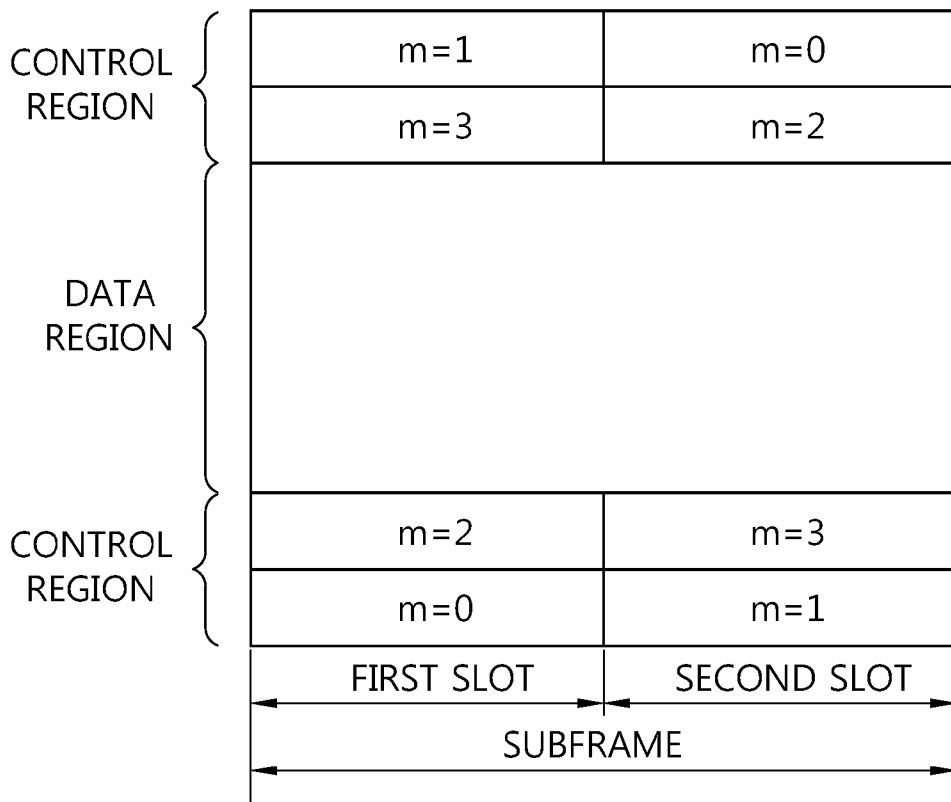 CONTROL
REGION
m=1 m=0
m=3 m=2
DATA
REGION
CONTROL
REGION
m=2 m=3
m=0 m=1
FIRST SLOT SECOND SLOT
SUBFRAME